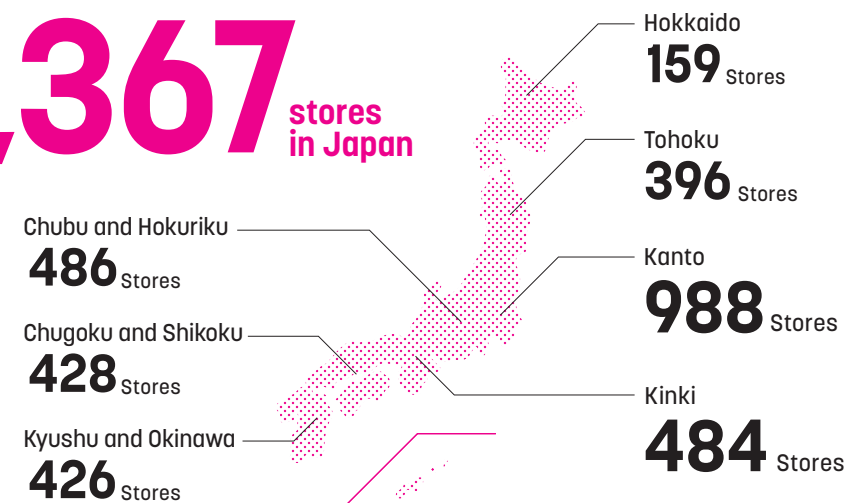 ,367
stores
in Japan
Hokkaido
159 Stores
Tohoku
396 Stores
Kanto
988 Stores
Kinki
484 Stores
Chubu and Hokuriku
486 Stores
Chugoku and Shikoku
428 Stores
Kyushu and Okinawa
426 Stores